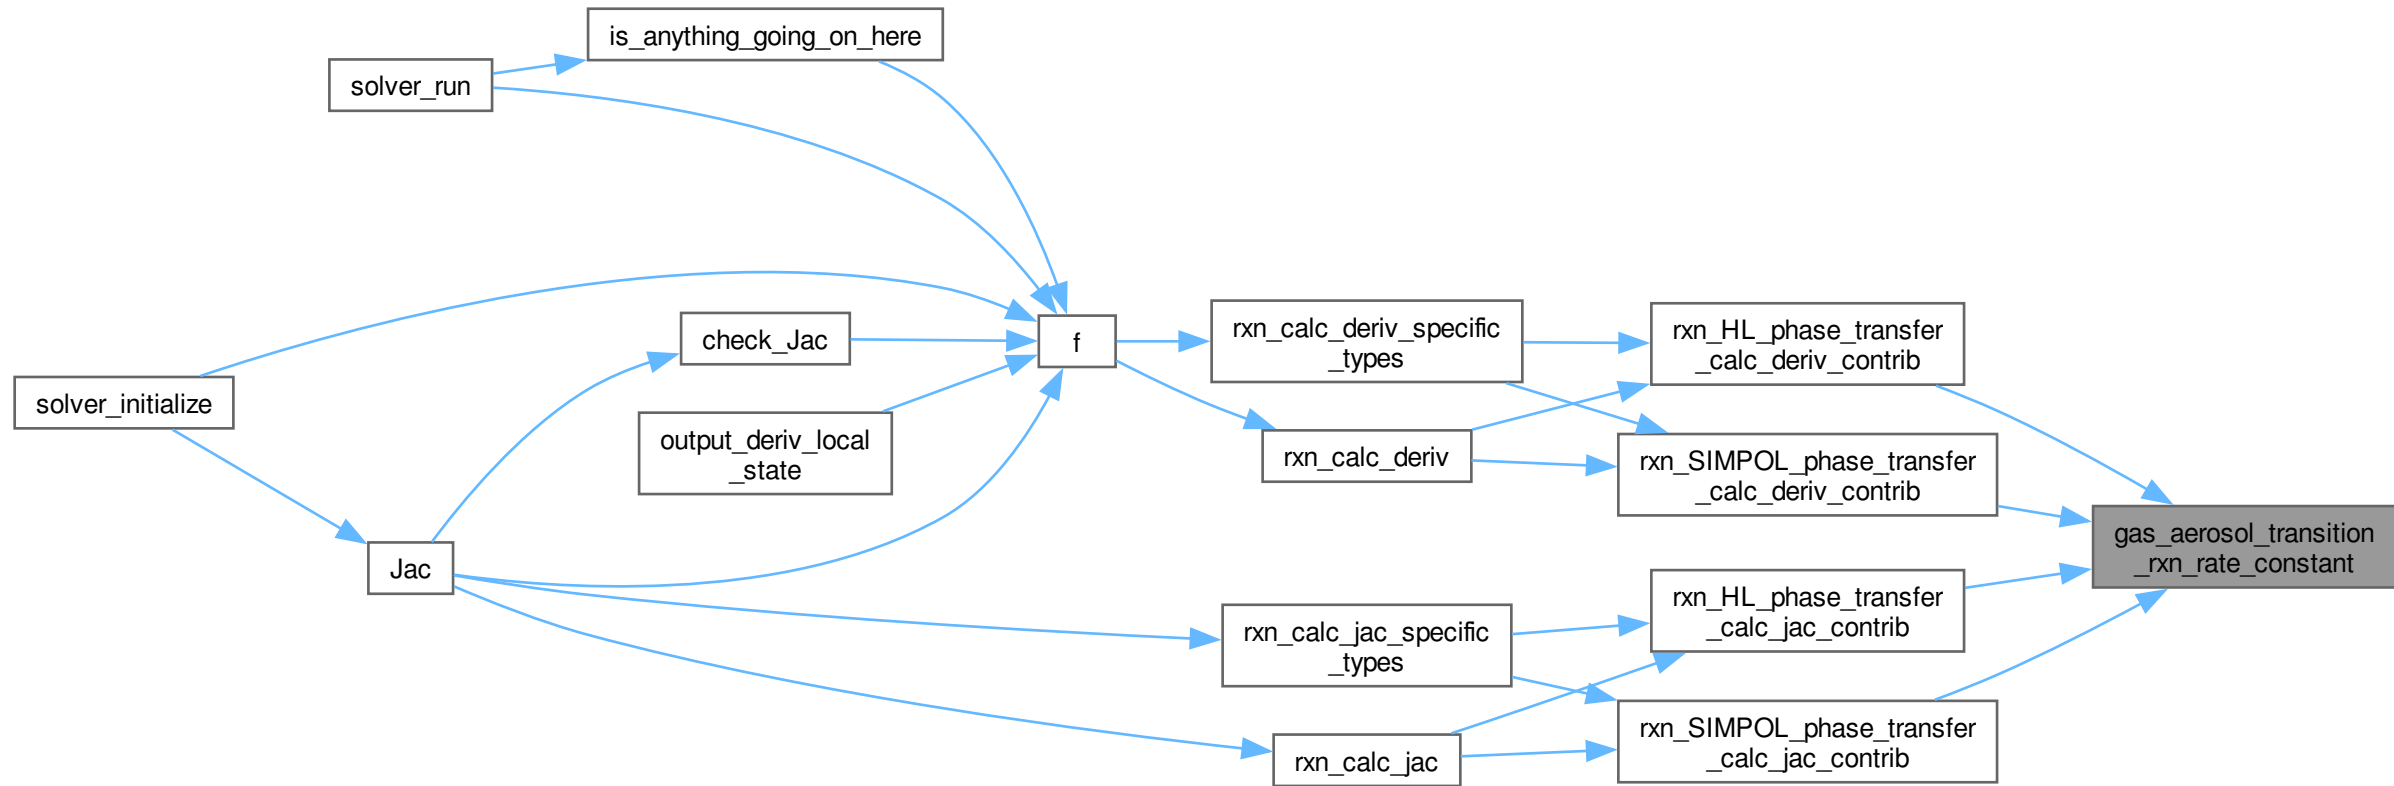 is_anything_going_on_here
solver_run
solver_initialize
check_Jac
output_deriv_local
_state
Jac
f
rxn_calc_deriv_specific
_types
rxn_calc_deriv
rxn_calc_jac_specific
_types
rxn_calc_jac
rxn_HL_phase_transfer
_calc_deriv_contrib
rxn_SIMPOL_phase_transfer
_calc_deriv_contrib
rxn_HL_phase_transfer
_calc_jac_contrib
rxn_SIMPOL_phase_transfer
_calc_jac_contrib
gas_aerosol_transition
_rxn_rate_constant